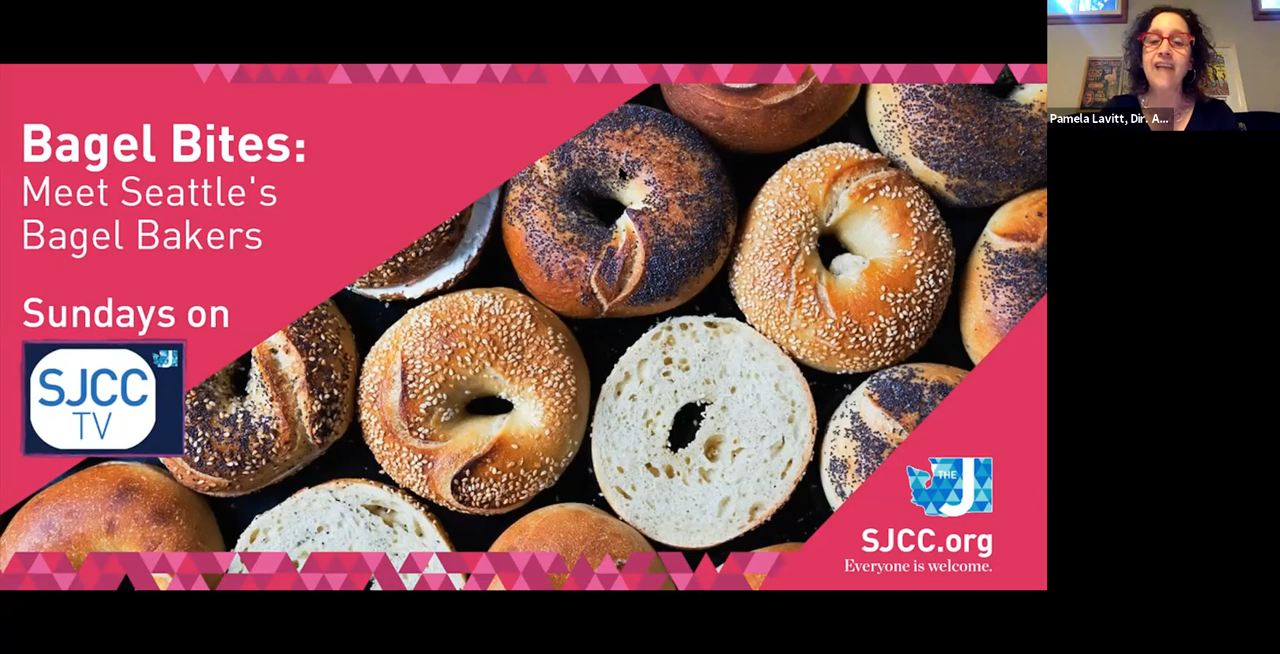 Bagel Bites:
Meet Seattle's
Bagel Bakers
Sundays on
SJCC
TV
THE J
SJCC.org
Everyone is welcome.
Pamela Lavitt, Dir. A...